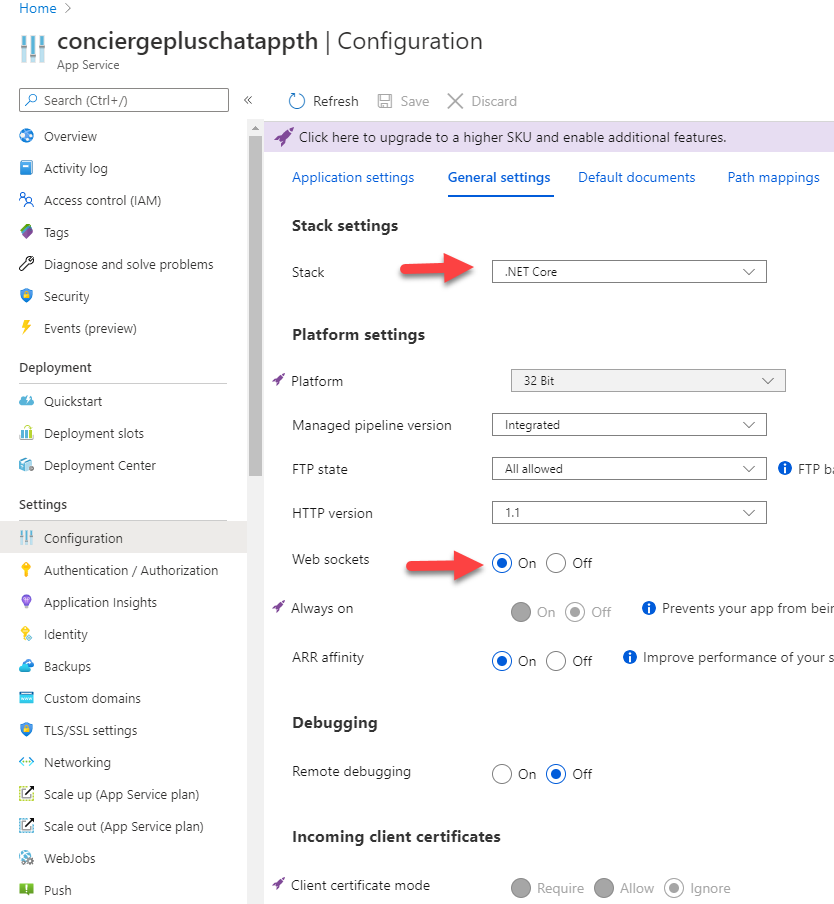 Home
conciergepluschatappth | Configuration
App Service
Search (Ctrl+/)
«
Refresh
Save
Discard
Click here to upgrade to a higher SKU and enable additional features.
Overview
Activity log
Access control (IAM)
Tags
Diagnose and solve problems
Security
Events (preview)
Deployment
Quickstart
Deployment slots
Deployment Center
Settings
Configuration
Authentication / Authorization
Application Insights
Identity
Backups
Custom domains
TLS/SSL settings
Networking
Scale up (App Service plan)
Scale out (App Service plan)
WebJobs
Push
Application settings
General settings
Default documents
Path mappings
Stack settings
Stack
.NET Core
Platform settings
Platform
32 Bit
Managed pipeline version
Integrated
FTP state
All allowed
FTP ba
HTTP version
1.1
Web sockets
On
Off
Always on
On
Off
Prevents your app from bein
ARR affinity
On
Off
Improve performance of your s
Debugging
Remote debugging
On
Off
Incoming client certificates
Client certificate mode
Require
Allow
Ignore